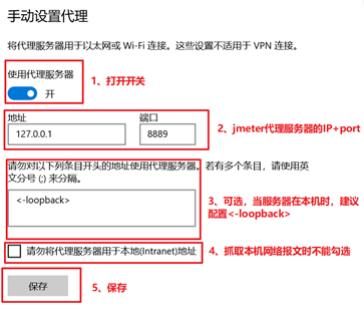 手动设置代理
将代理服务器用于以太网或 Wi-Fi 连接。这些设置不适用于 VPN 连接。
使用代理服务器
开
1、打开开关
地址
端口
127.0.0.1
8889
2、jmeter代理服务器的IP+port
请勿对以下列条目开头的地址使用代理服务器。若有多个条目，请使用英
文分号 (;) 来分隔。
<-loopback>
3、可选，当服务器在本机时，建议
配置<-loopback>
请勿将代理服务器用于本地(Intranet)地址
4、抓取本机网络报文时不能勾选
保存
5、保存